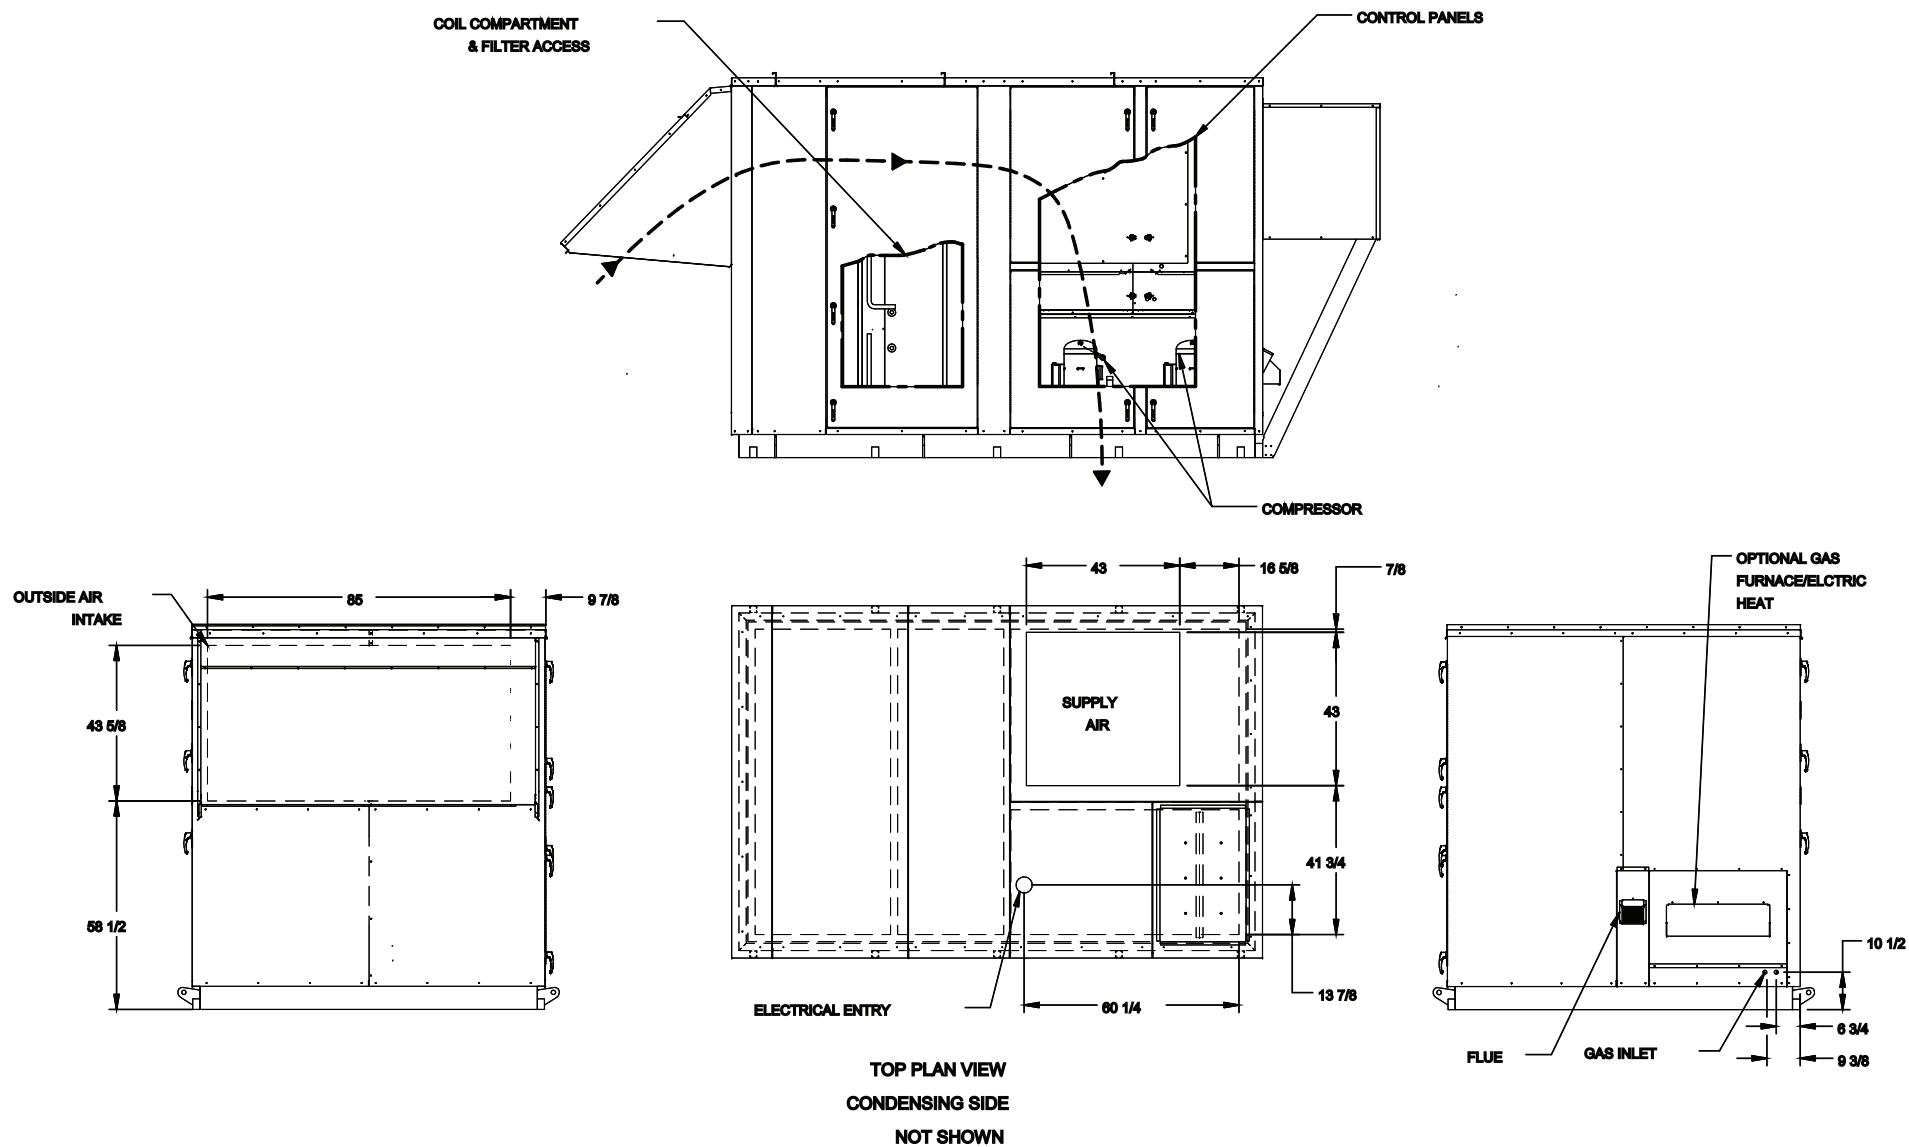 COIL COMPARTMENT
& FILTER ACCESS
CONTROL PANELS
COMPRESSOR
OUTSIDE AIR
INTAKE
85
9 7/8
43 5/8
58 1/2
43
16 5/8
7/8
SUPPLY
AIR
43
41 3/4
13 7/8
60 1/4
ELECTRICAL ENTRY
TOP PLAN VIEW
CONDENSING SIDE
NOT SHOWN
OPTIONAL GAS
FURNACE/ELCTRIC
HEAT
10 1/2
6 3/4
9 3/8
FLUE
GAS INLET